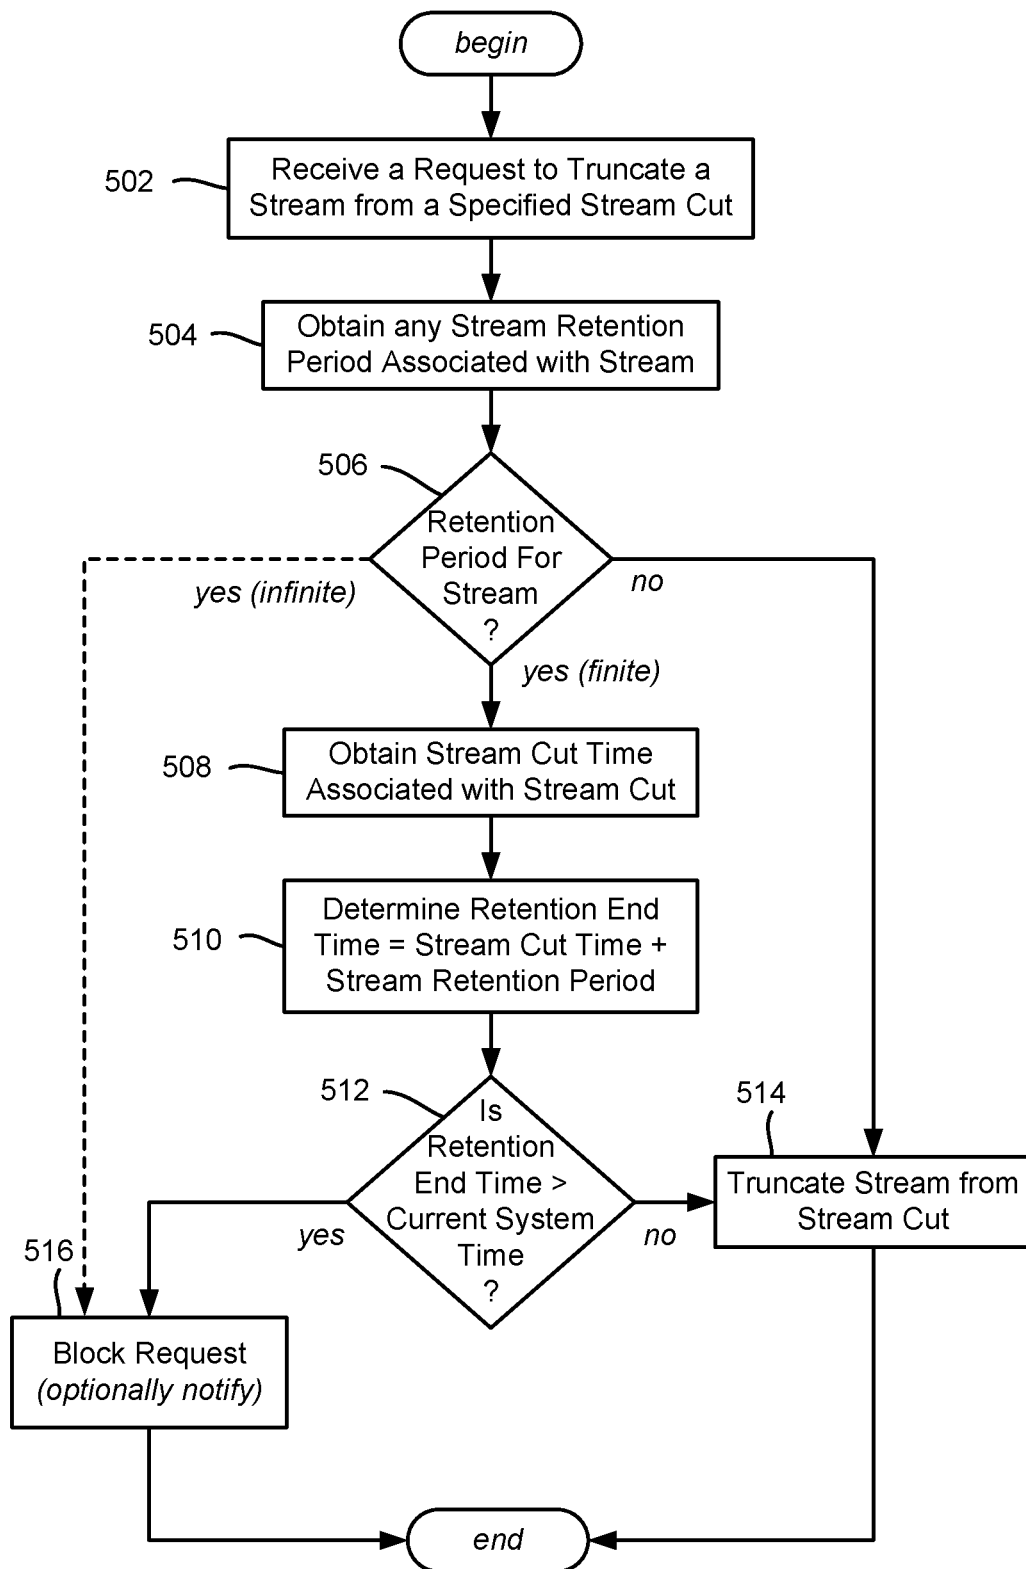 begin
502
Receive a Request to Truncate a
Stream from a Specified Stream Cut
504
Obtain any Stream Retention
Period Associated with Stream
506
Retention
Period For
Stream
?
yes (infinite)
no
yes (finite)
508
Obtain Stream Cut Time
Associated with Stream Cut
510
Determine Retention End
Time = Stream Cut Time +
Stream Retention Period
512
Is
Retention
End Time >
Current System
Time
?
yes
no
514
Truncate Stream from
Stream Cut
516
Block Request
(optionally notify)
end